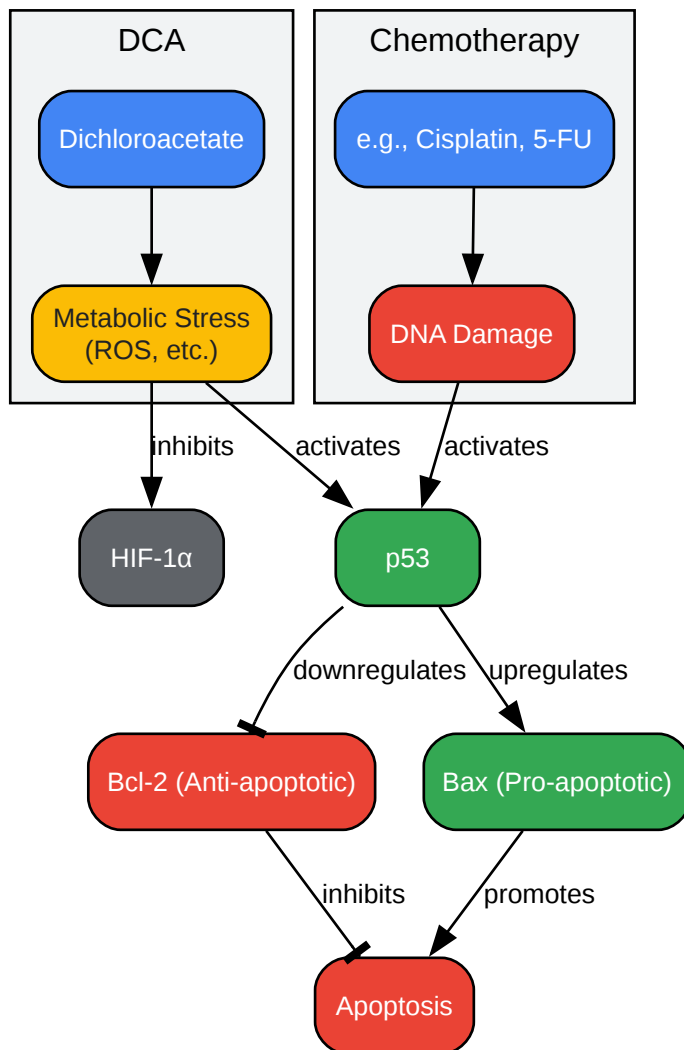 DCA
Chemotherapy
Dichloroacetate
e.g., Cisplatin, 5-FU
Metabolic Stress
(ROS, etc.)
DNA Damage
inhibits
activates
activates
HIF-1α
p53
downregulates
upregulates
Bcl-2 (Anti-apoptotic)
Bax (Pro-apoptotic)
inhibits
promotes
Apoptosis